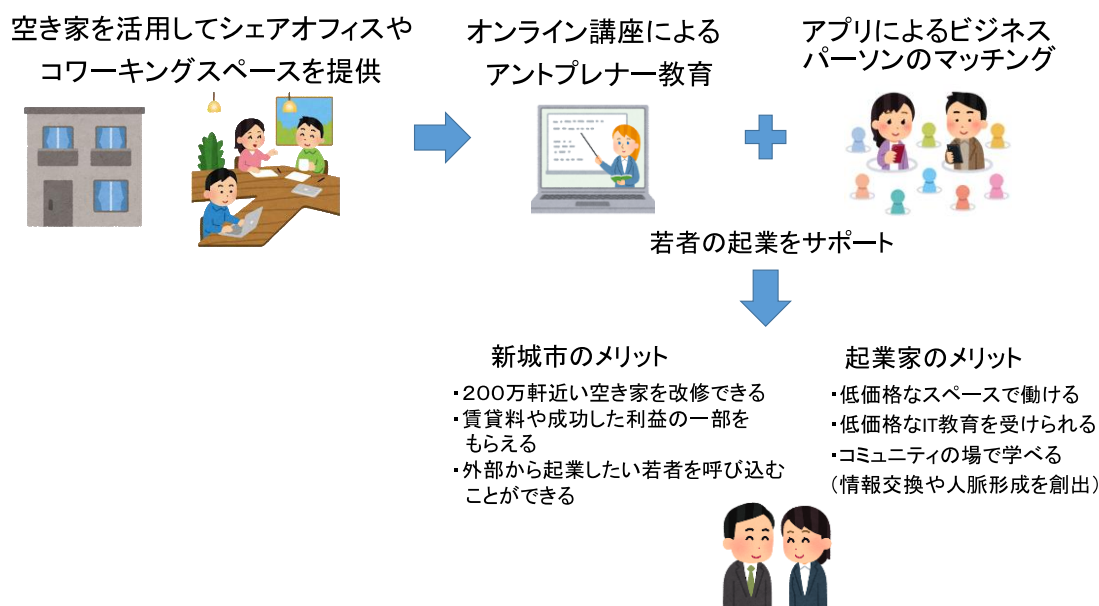 空き家を活用してシェアオフィスや
コワーキングスペースを提供
オンライン講座による
アントプレナー教育
アプリによるビジネス
パーソンのマッチング
若者の起業をサポート
新城市のメリット
・200万軒近い空き家を改修できる
・賃貸料や成功した利益の一部を
もらえる
・外部から起業したい若者を呼び込む
ことができる
起業家のメリット
・低価格なスペースで働ける
・低価格なIT教育を受けられる
・コミュニティの場で学べる
(情報交換や人脈形成を創出)